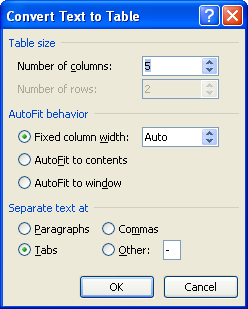 Convert Text to Table
Table size
Number of columns: 5
Number of rows: 2
AutoFit behavior
Fixed column width: Auto
AutoFit to contents
AutoFit to window
Separate text at
Paragraphs Commas
Tabs Other: -
OK Cancel